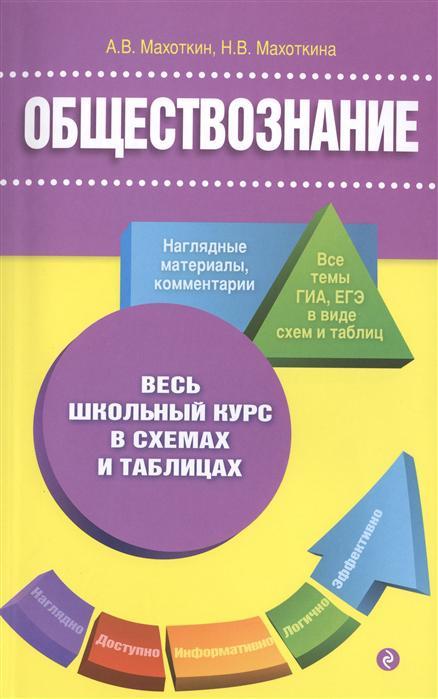 А.В. Махоткин, Н.В. Махоткина
ОБЩЕСТВОЗНАНИЕ
Наглядные
материалы,
комментарии
Все
темы
ГИА, ЕГЭ
в виде
схем и таблиц
ВЕСЬ
ШКОЛЬНЫЙ КУРС
В СХЕМАХ
И ТАБЛИЦАХ
Наглядно
Доступно
Информативно
Логично
Эффективно